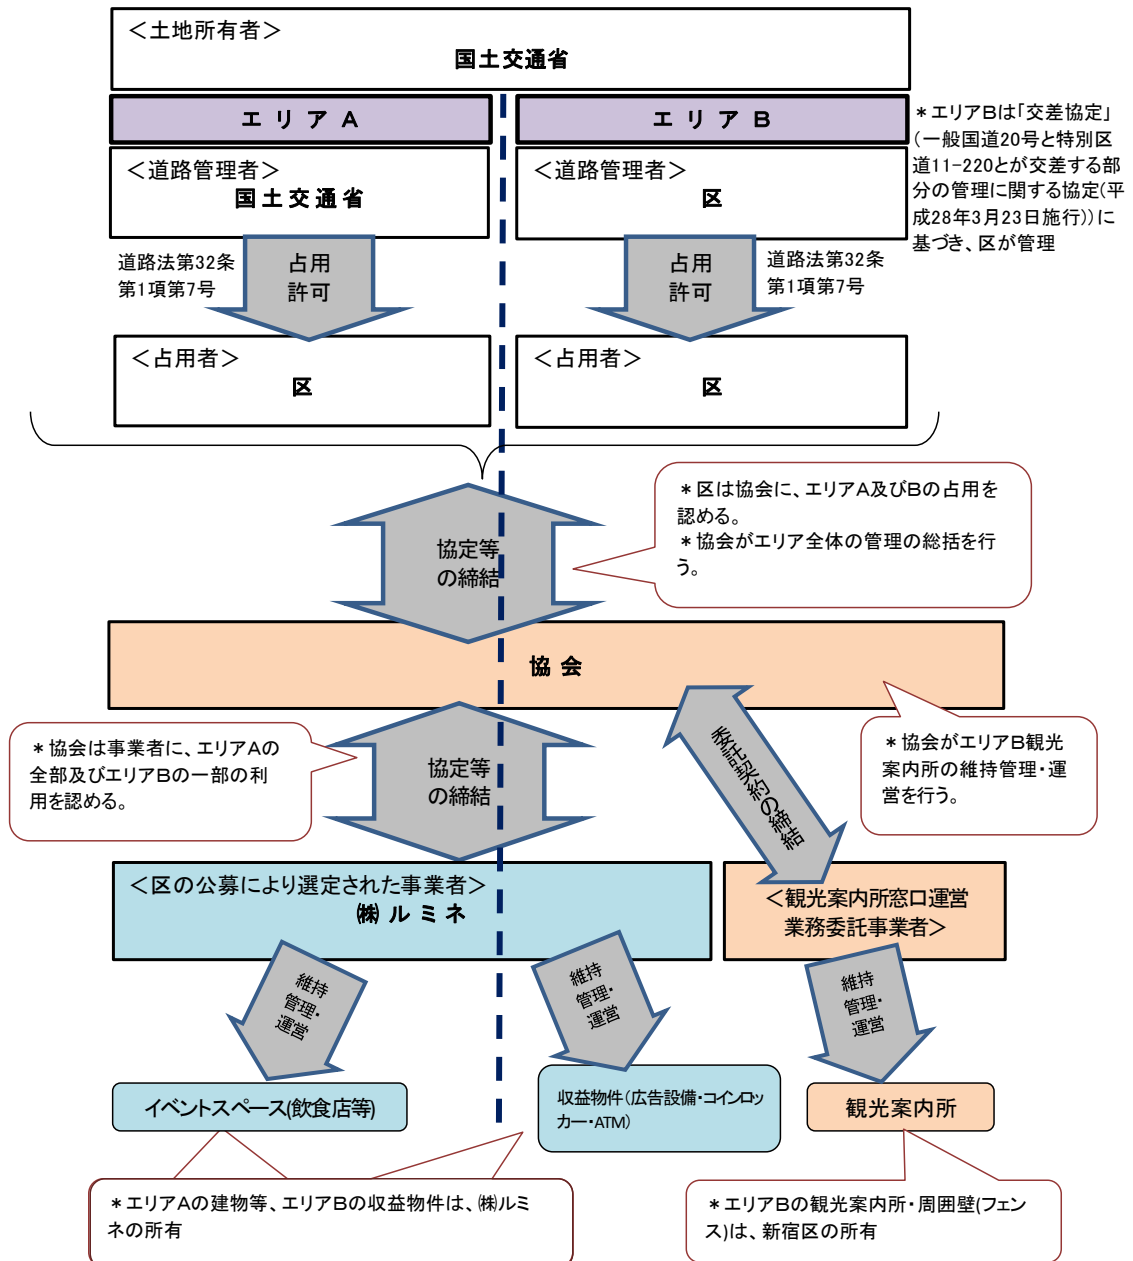 ＜土地所有者＞
国土交通省
エ リ ア Ａ
エ リ ア Ｂ
＊エリアＢは「交差協定」
（一般国道20号と特別区
道11-220とが交差する部
分の管理に関する協定(平
成28年3月23日施行))に
基づき、区が管理
＜道路管理者＞
国土交通省
＜道路管理者＞
区
道路法第32条
第1項第7号
占用
許可
占用
許可
道路法第32条
第1項第7号
＜占用者＞
区
＜占用者＞
区
＊区は協会に、エリアＡ及びＢの占用を
認める。
＊協会がエリア全体の管理の総括を行
う。
協定等
の締結
協 会
＊協会は事業者に、エリアＡの
全部及びエリアＢの一部の利
用を認める。
協定等
の締結
委託契約の締結
＊協会がエリアＢ観光
案内所の維持管理・運
営を行う。
＜区の公募により選定された事業者＞
㈱ ル ミ ネ
＜観光案内所窓口運営
業務委託事業者＞
維持
管理・
運営
維持
管理・
運営
維持
管理・
運営
イベントスペース(飲食店等)
収益物件（広告設備・コインロッ
カー・ATM）
観光案内所
＊エリアＡの建物等、エリアＢの収益物件は、㈱ルミ
ネの所有
＊エリアＢの観光案内所・周囲壁(フェン
ス)は、新宿区の所有